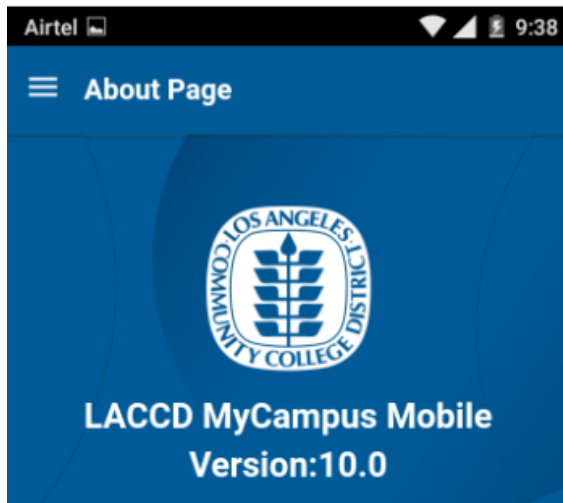 Airtel 9:38
About Page
LOS ANGELES
COMMUNITY COLLEGE DISTRICT
LACCD MyCampus Mobile
Version:10.0